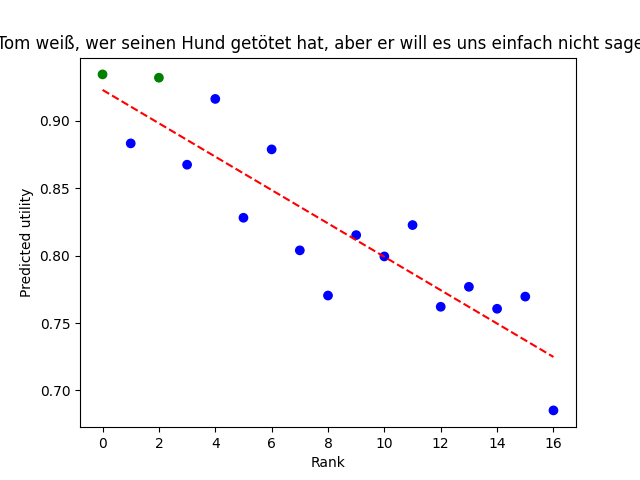 Tom weiß, wer seinen Hund getötet hat, aber er will es uns einfach nicht sage
Predicted utility
0.90
0.85
0.80
0.75
0.70
0 2 4 6 8 10 12 14 16
Rank